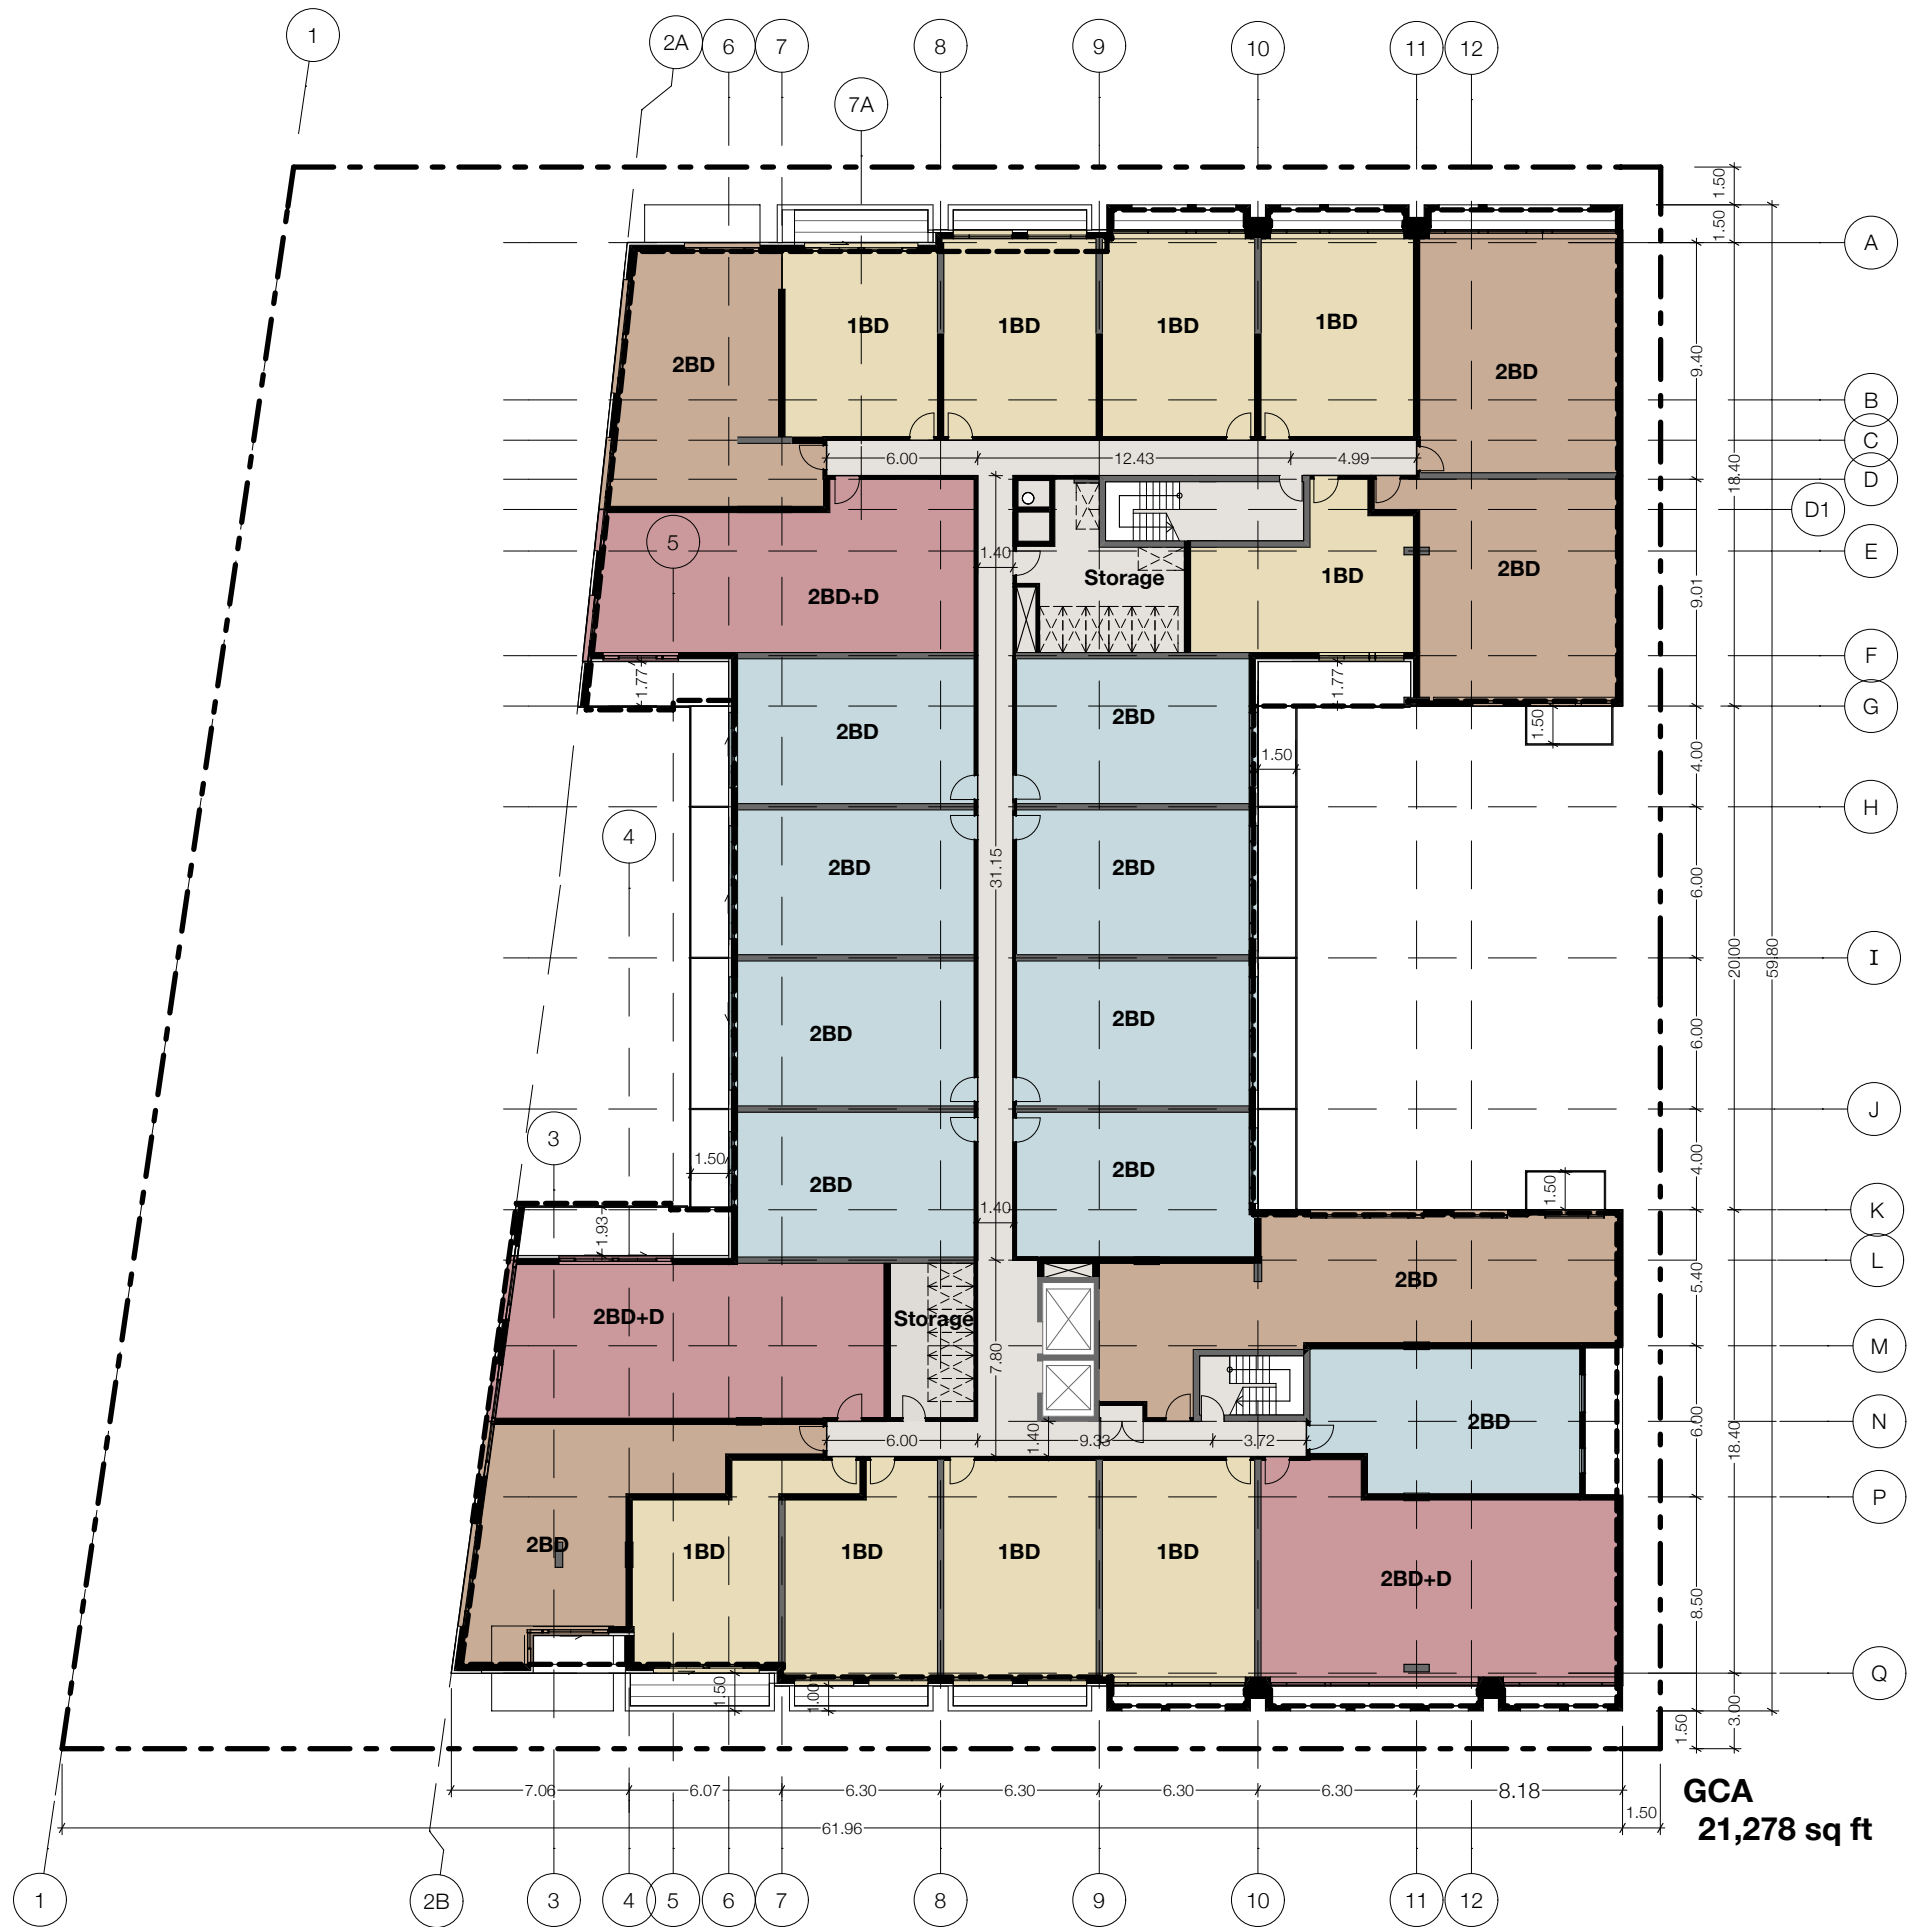 1
2A
6
7
8
9
10
11
12
7A
1.50
1.50
A
1BD
1BD
1BD
1BD
2BD
2BD
9.40
B
C
6.00
12.43
4.99
18.40
D
D1
5
1.40
E
Storage
1BD
2BD
2BD+D
9.01
F
1.77
1.77
G
2BD
2BD
1.50
1.50
4.00
H
4
2BD
2BD
31.15
6.00
20.00
59.80
I
2BD
2BD
6.00
J
3
1.50
2BD
2BD
4.00
1.50
1.40
K
1.93
L
2BD
5.40
2BD+D
Storage
7.80
M
6.00
1.40
9.33
3.72
2BD
N
6.00
18.40
P
2BD
1BD
1BD
1BD
1BD
2BD+D
8.50
Q
1.50
1.00
1.50
3.00
7.06
6.07
6.30
6.30
6.30
6.30
8.18
GCA
1.50
61.96
21,278 sq ft
1
2B
3
4
5
6
7
8
9
10
11
12